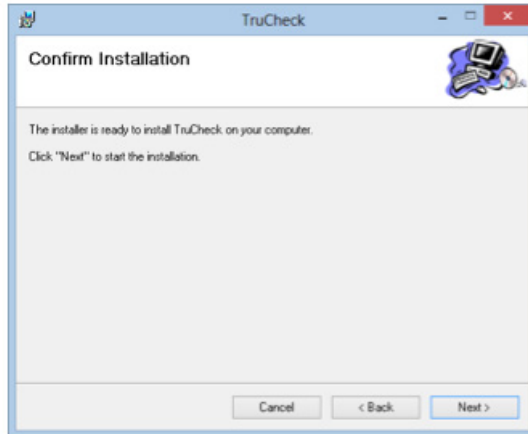 TruCheck
Confirm Installation
The installer is ready to install TruCheck on your computer.
Click "Next" to start the installation.
Cancel
< Back
Next >